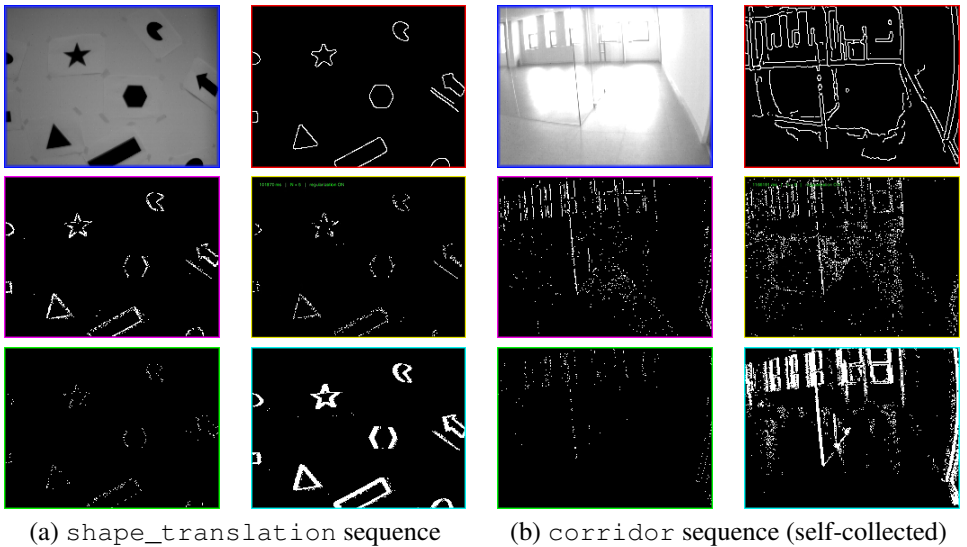 (a) shape_translation sequence
(b) corridor sequence (self-collected)